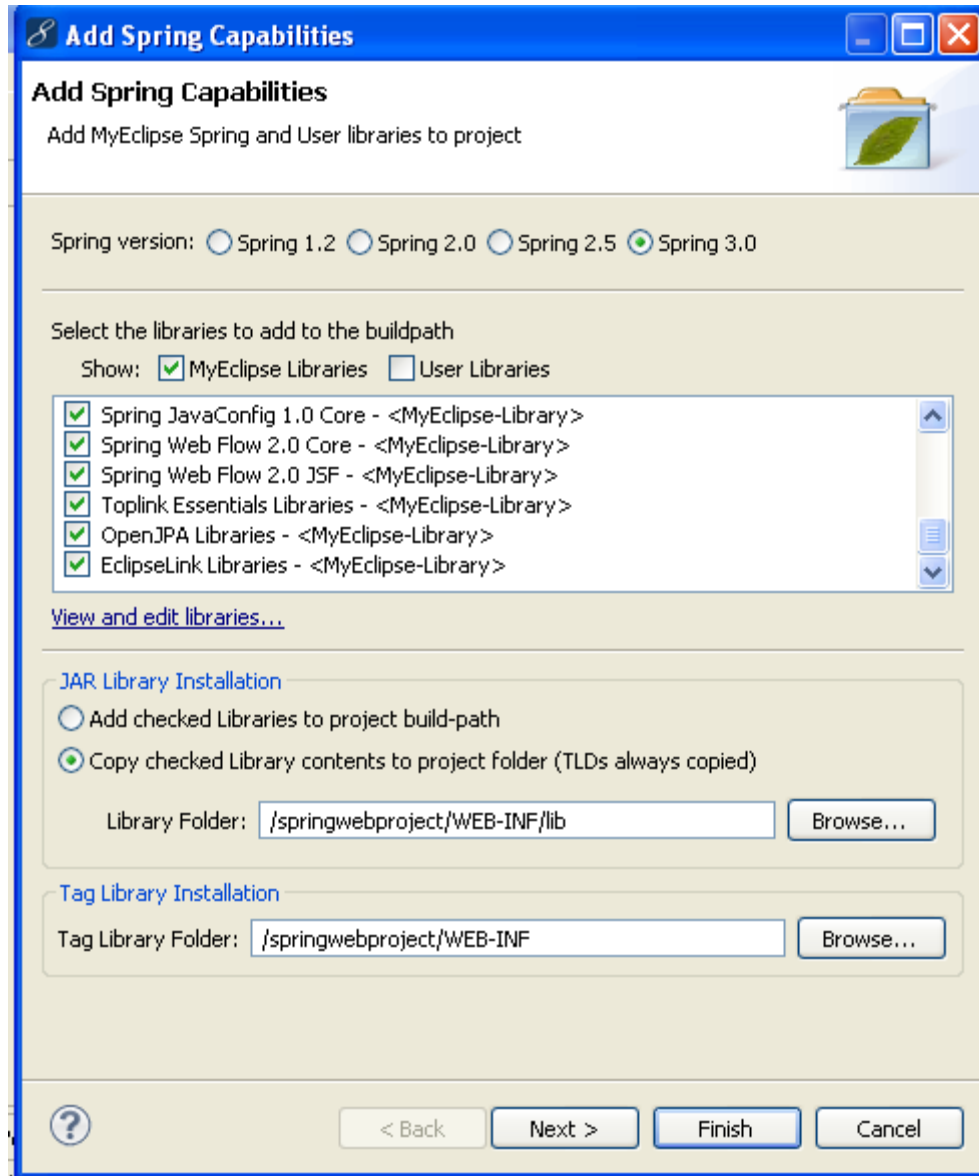 Add Spring Capabilities
Add Spring Capabilities
Add MyEclipse Spring and User libraries to project
Spring version: Spring 1.2 Spring 2.0 Spring 2.5 Spring 3.0
Select the libraries to add to the buildpath
Show: MyEclipse Libraries User Libraries
Spring JavaConfig 1.0 Core - <MyEclipse-Library>
Spring Web Flow 2.0 Core - <MyEclipse-Library>
Spring Web Flow 2.0 JSF - <MyEclipse-Library>
Toplink Essentials Libraries - <MyEclipse-Library>
OpenJPA Libraries - <MyEclipse-Library>
EclipseLink Libraries - <MyEclipse-Library>
View and edit libraries...
JAR Library Installation
Add checked Libraries to project build-path
Copy checked Library contents to project folder (TLDs always copied)
Library Folder: /springwebproject/WEB-INF/lib Browse...
Tag Library Installation
Tag Library Folder: /springwebproject/WEB-INF Browse...
? < Back Next > Finish Cancel